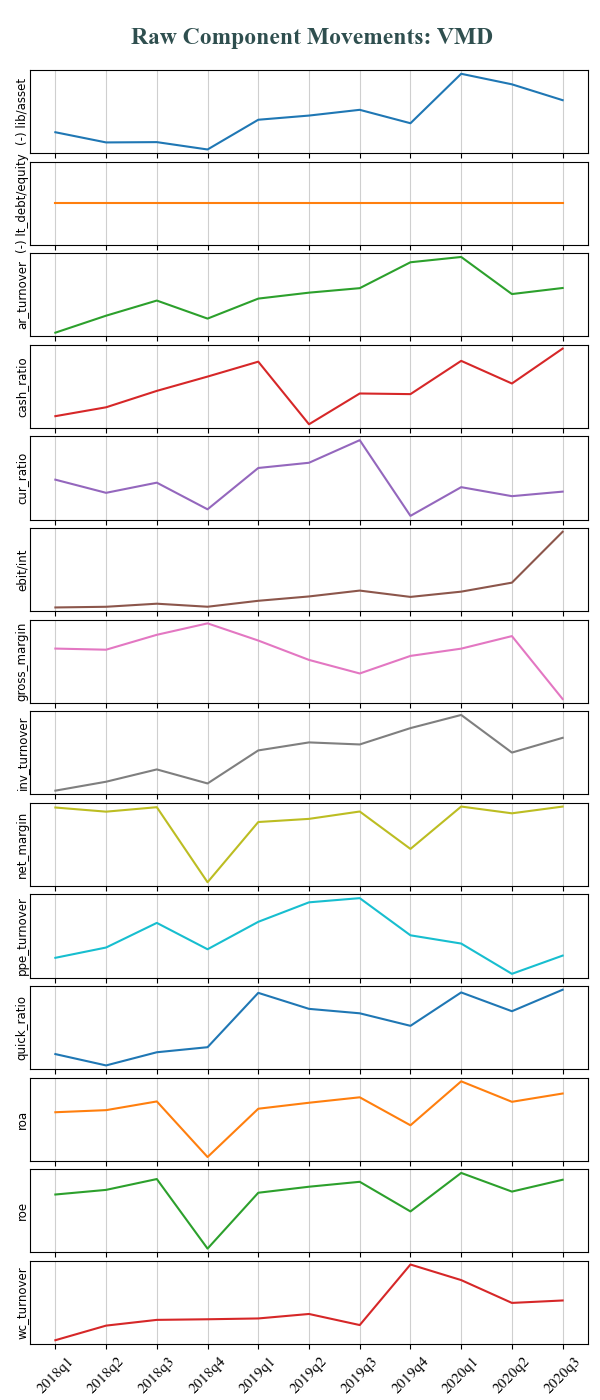 Raw Component Movements: VMD
(-) lib/asset
(-) lt_debt/equity
ar_turnover
cash_ratio
cur_ratio
ebit/int
gross_margin
inv_turnover
net_margin
ppe_turnover
quick_ratio
roa
roe
wc_turnover
2018q1 2018q2 2018q3 2018q4 2019q1 2019q2 2019q3 2019q4 2020q1 2020q2 2020q3